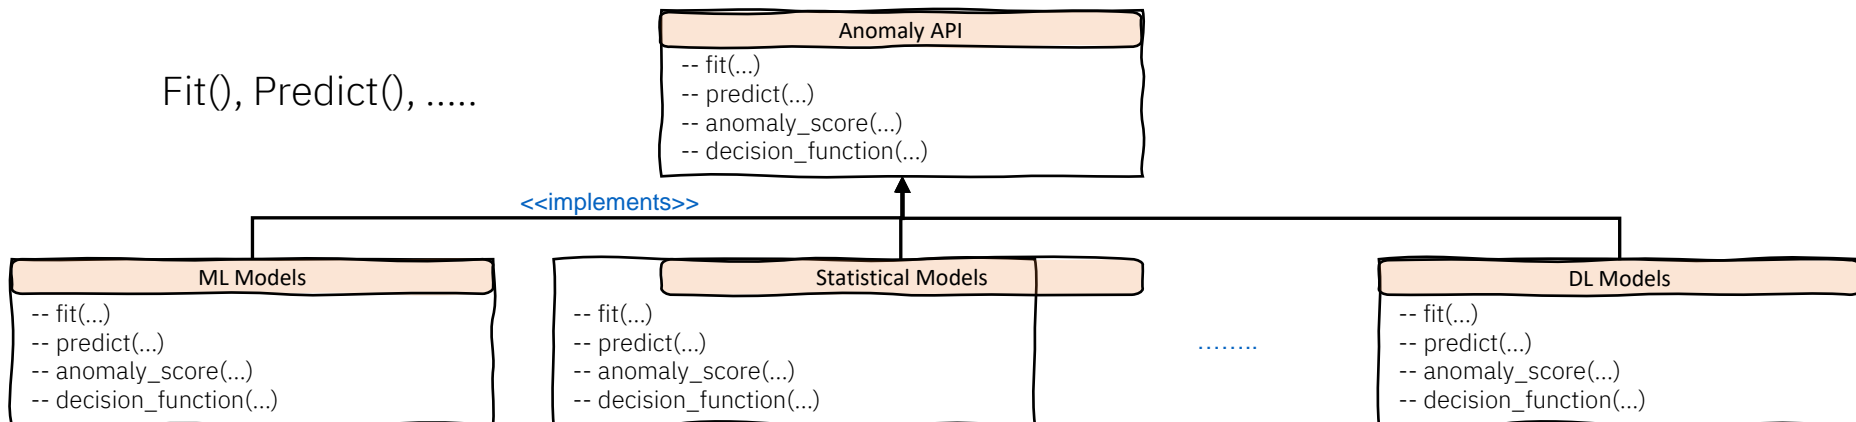 Anomaly API
-- fit(...)
-- predict(...)
-- anomaly_score(...)
-- decision_function(...)
Fit(), Predict(), .....
<<implements>>
ML Models
-- fit(...)
-- predict(...)
-- anomaly_score(...)
-- decision_function(...)
Statistical Models
-- fit(...)
-- predict(...)
-- anomaly_score(...)
-- decision_function(...)
........
DL Models
-- fit(...)
-- predict(...)
-- anomaly_score(...)
-- decision_function(...)